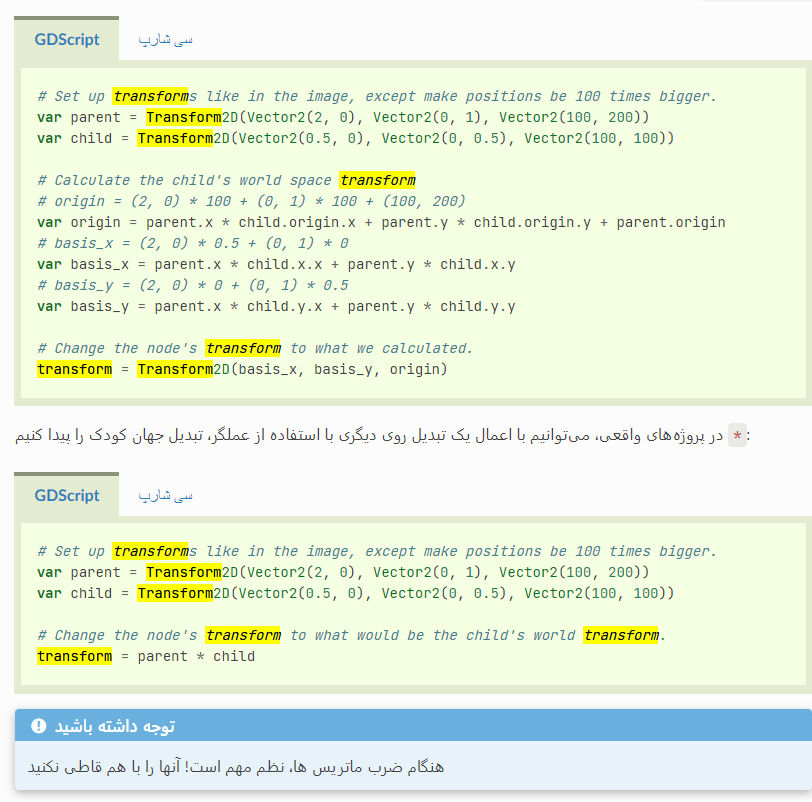 GDScript
سی شارپ
# Set up transforms like in the image, except make positions be 100 times bigger.
var parent = Transform2D(Vector2(2, 0), Vector2(0, 1), Vector2(100, 200))
var child = Transform2D(Vector2(0.5, 0), Vector2(0, 0.5), Vector2(100, 100))
# Calculate the child's world space transform
# origin = (2, 0) * 100 + (0, 1) * 100 + (100, 200)
var origin = parent.x * child.origin.x + parent.y * child.origin.y + parent.origin
# basis_x = (2, 0) * 0.5 + (0, 1) * 0
var basis_x = parent.x * child.x.x + parent.y * child.x.y
# basis_y = (2, 0) * 0 + (0, 1) * 0.5
var basis_y = parent.x * child.y.x + parent.y * child.y.y
# Change the node's transform to what we calculated.
transform = Transform2D(basis_x, basis_y, origin)
:* در پروژه‌های واقعی، می‌توانیم با اعمال یک تبدیل روی دیگری با استفاده از عملگر، تبدیل جهان کودک را پیدا کنیم
GDScript
سی شارپ
# Set up transforms like in the image, except make positions be 100 times bigger.
var parent = Transform2D(Vector2(2, 0), Vector2(0, 1), Vector2(100, 200))
var child = Transform2D(Vector2(0.5, 0), Vector2(0, 0.5), Vector2(100, 100))
# Change the node's transform to what would be the child's world transform.
transform = parent * child
توجه داشته باشید
هنگام ضرب ماتریس ها، نظم مهم است! آنها را با هم قاطی نکنید